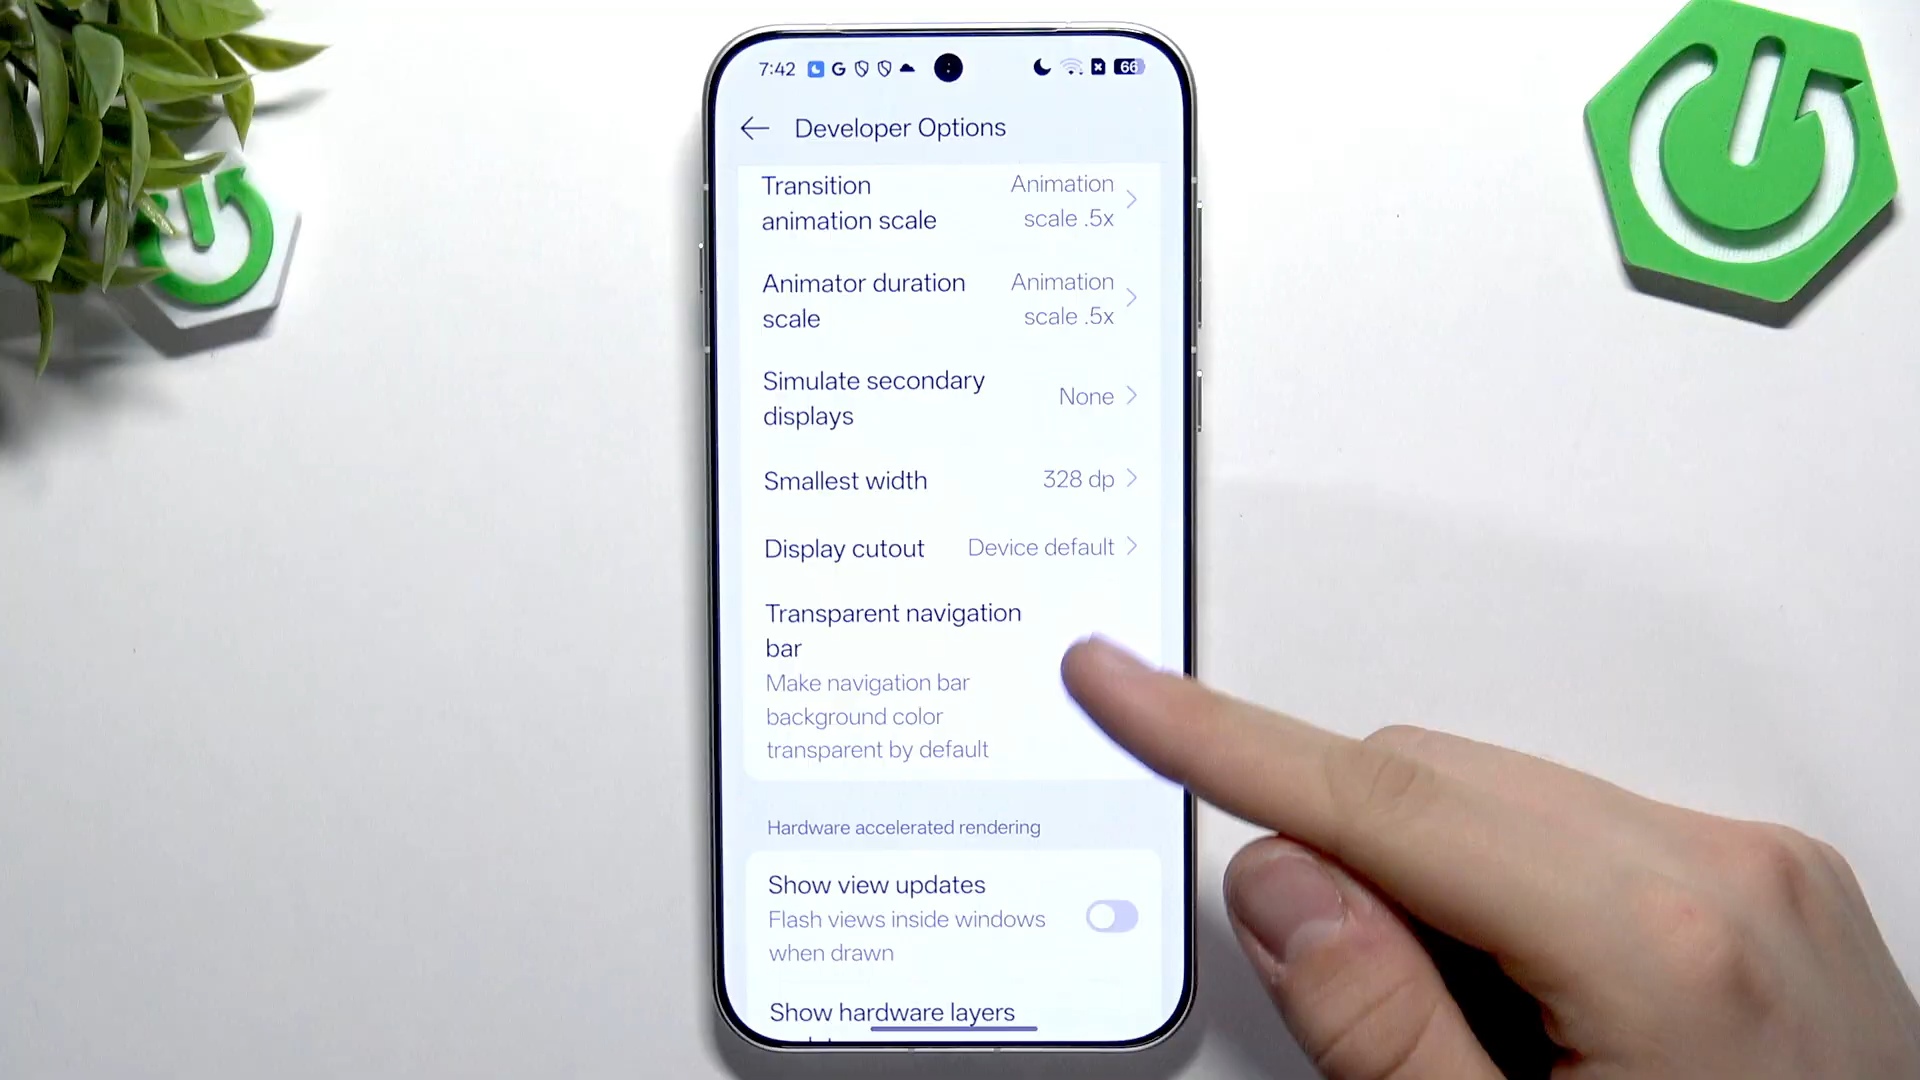 7:42 G 66
Developer Options
Transition
animation scale
Animation
scale .5x
Animator duration
scale
Animation
scale .5x
Simulate secondary
displays
None
Smallest width 328 dp
Display cutout Device default
Transparent navigation
bar
Make navigation bar
background color
transparent by default
Hardware accelerated rendering
Show view updates
Flash views inside windows
when drawn
Show hardware layers